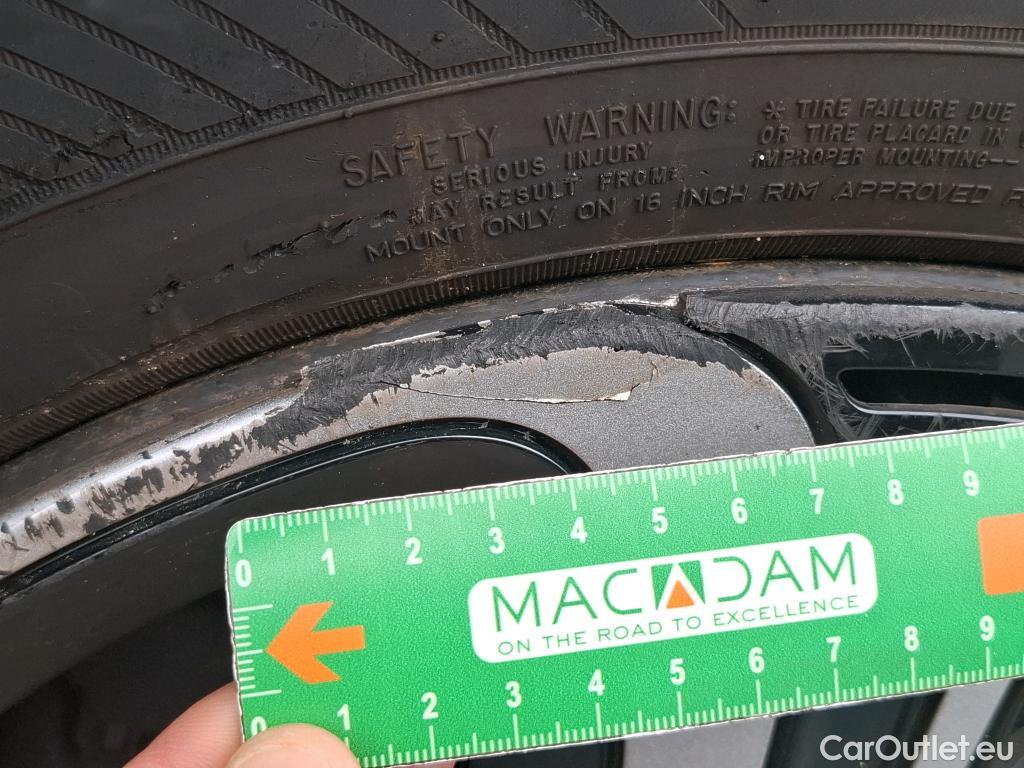 SAFETY WARNING:
SERIOUS INJURY
MAY RESULT FROM:
MOUNT ONLY ON 16 INCH RIM APPROVED
* TIRE FAILURE DUE
OR TIRE PLACARD IN
IMPROPER MOUNTING--
0 1 2 3 4 5 6 7 8 9
MACADAM
ON THE ROAD TO EXCELLENCE
0 1 2 3 4 5 6 7 8 9
CarOutlet.eu